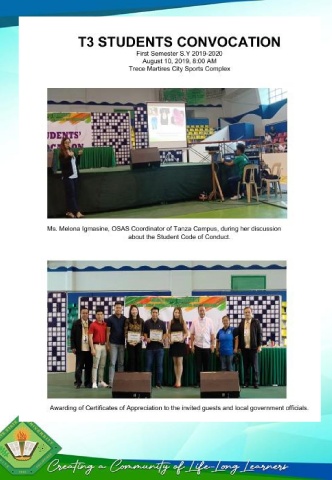 T3 STUDENTS CONVOCATION
First Semester S.Y 2019-2020
August 10, 2019, 8:00 AM
Trece Martires City Sports Complex
UDENTS'
Ms. Melona Igmasine, OSAS Coordinator of Tanza Campus, during her discussion
about the Student Code of Conduct.
Awarding of Certificates of Appreciation to the invited guests and local government officials.
Creating a Community of Life-Long Learners